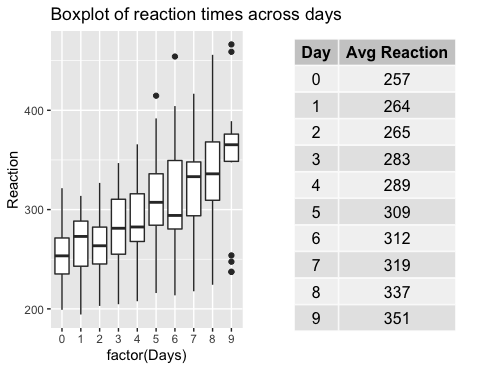 Boxplot of reaction times across days
Reaction
400
300
200
0 1 2 3 4 5 6 7 8 9
factor(Days)
Day Avg Reaction
0 257
1 264
2 265
3 283
4 289
5 309
6 312
7 319
8 337
9 351